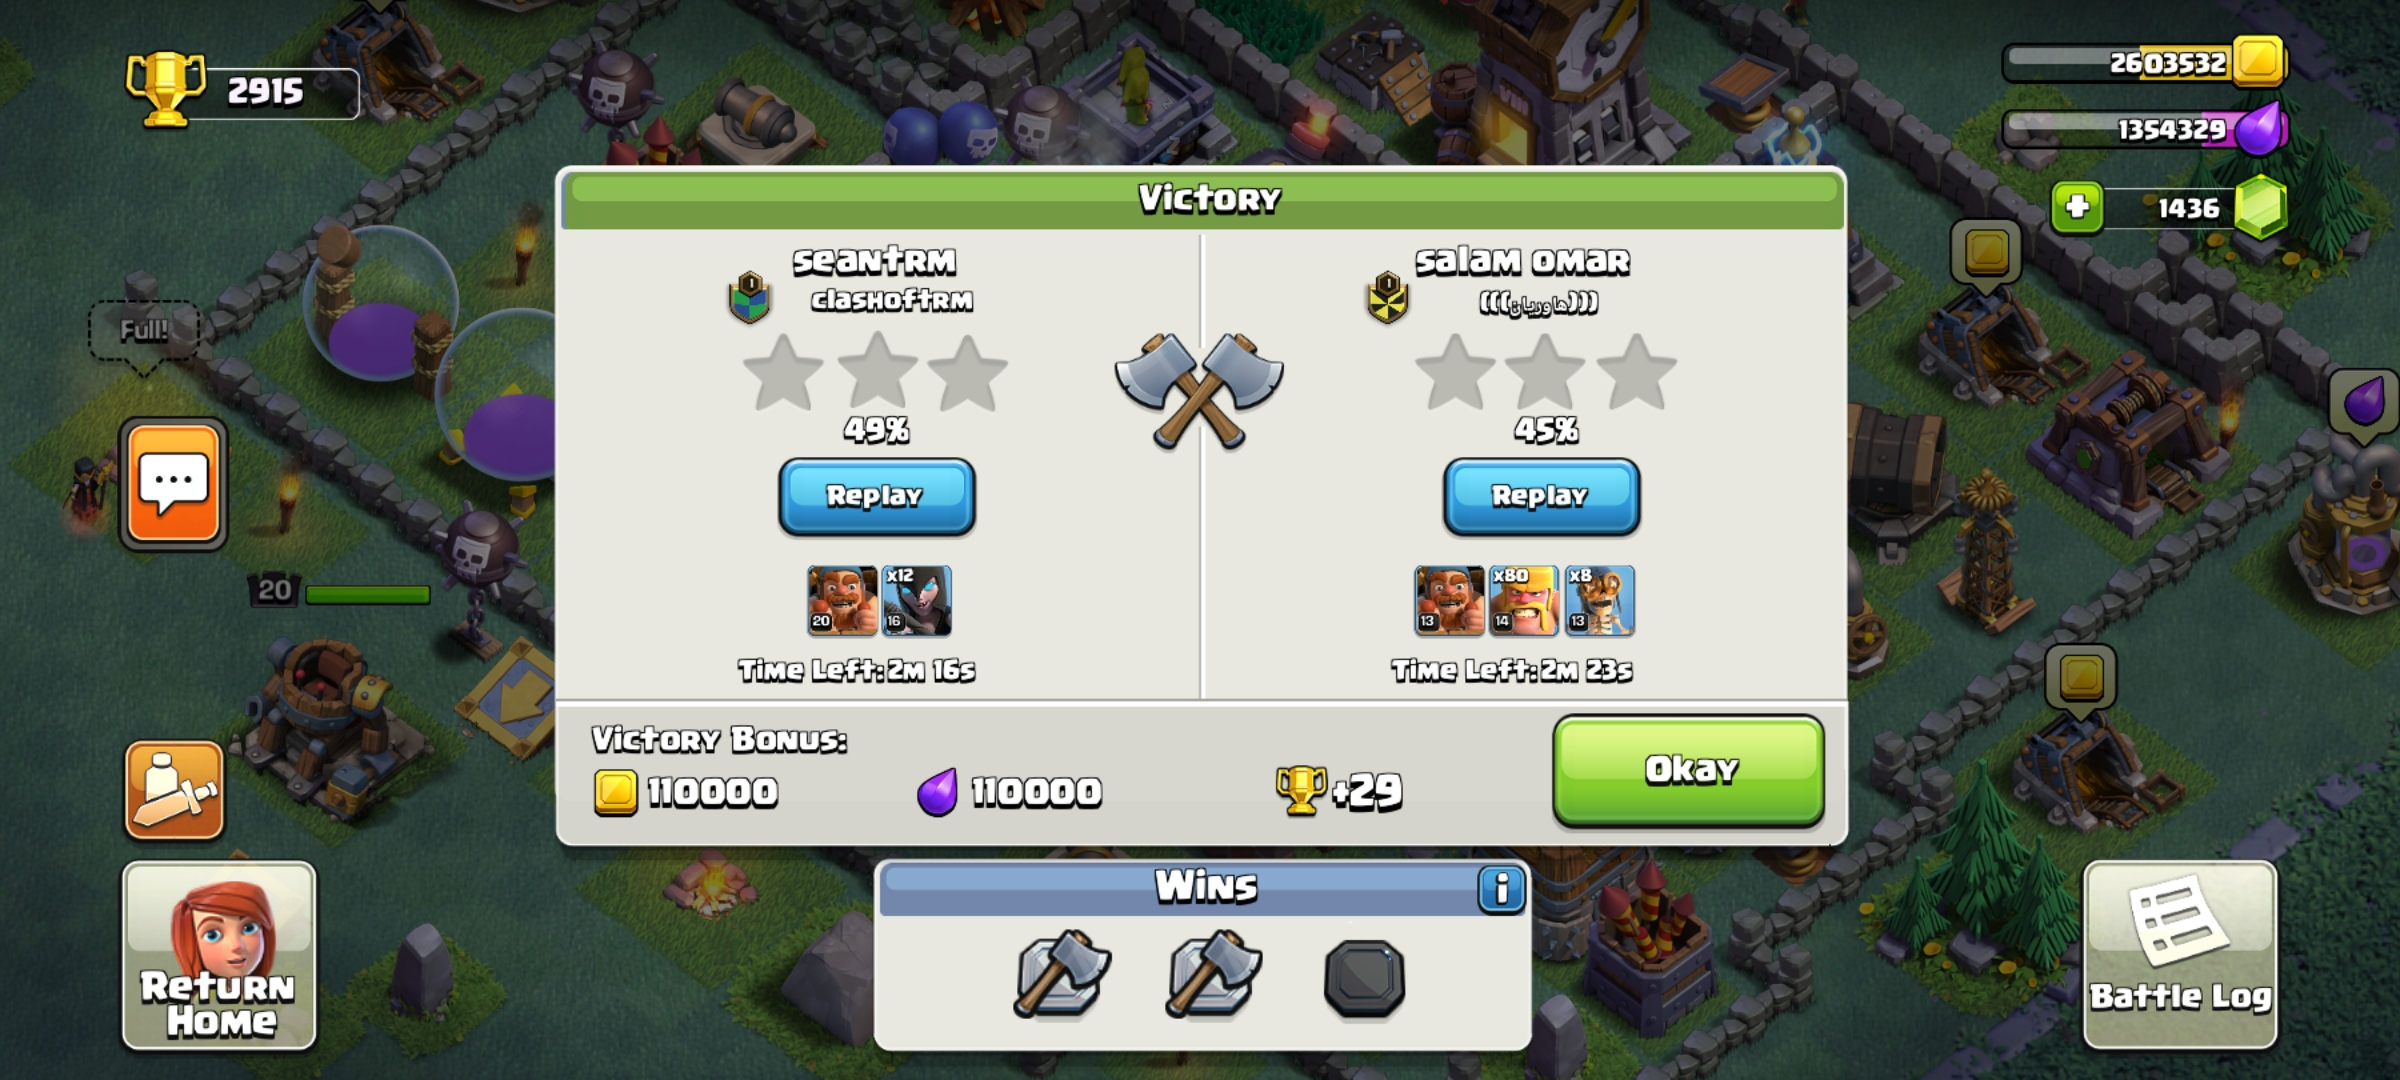 2915
2603532
1354329
1436
Full!
20
Victory
seantrm
clashoftrm
49%
Replay
20
x12
16
Time Left:2m 16s
salam omar
(((هاوریان)))
45%
Replay
13
x80
14
x8
13
Time Left:2m 23s
Victory Bonus:
110000
110000
+29
Okay
Wins
i
Return
Home
Battle Log